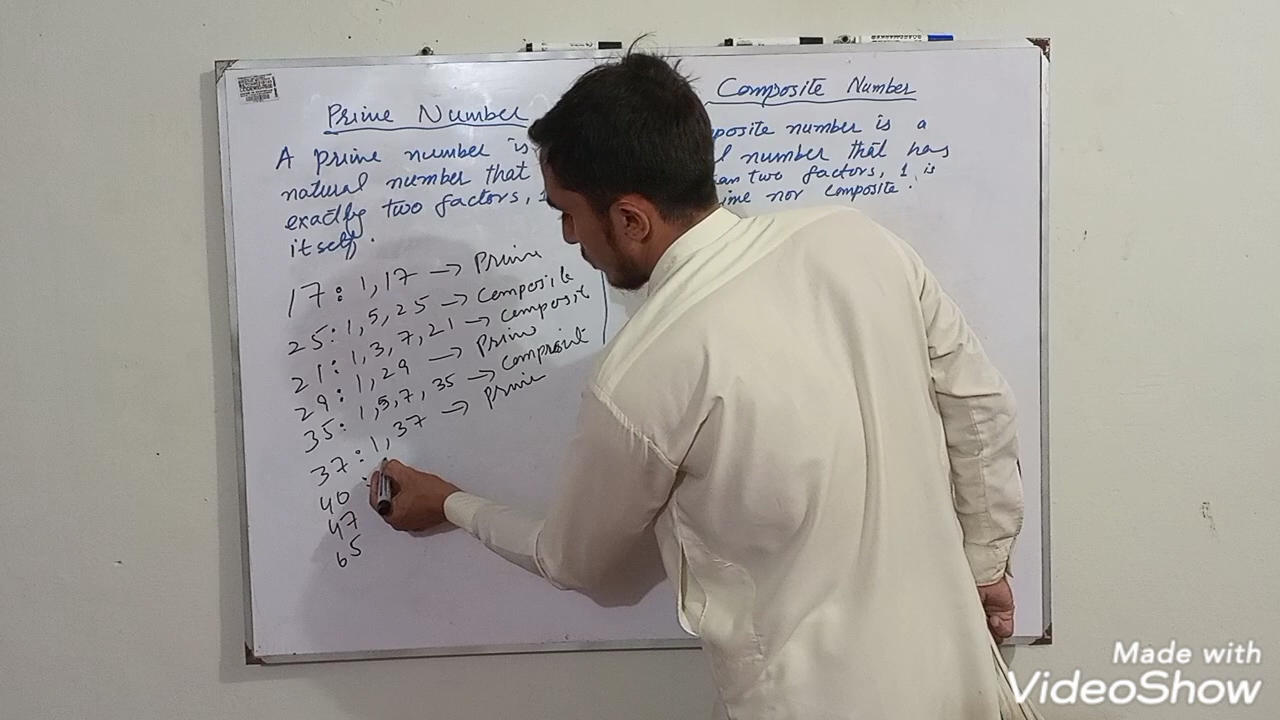 Prime Number
A prime number is
natural number that
exactly two factors, 1
itself.
17: 1, 17 → Prime
25: 1, 5, 25 → Composite
21: 1, 3, 7, 21 → Composit
29: 1, 29 → Prime
35: 1, 5, 7, 35 → Comprosit
37: 1, 37 → Prime
40 :
47
65
Composite Number
posite number is a
number that has
an two factors, 1 is
ime nor composite.
Made with
VideoShow